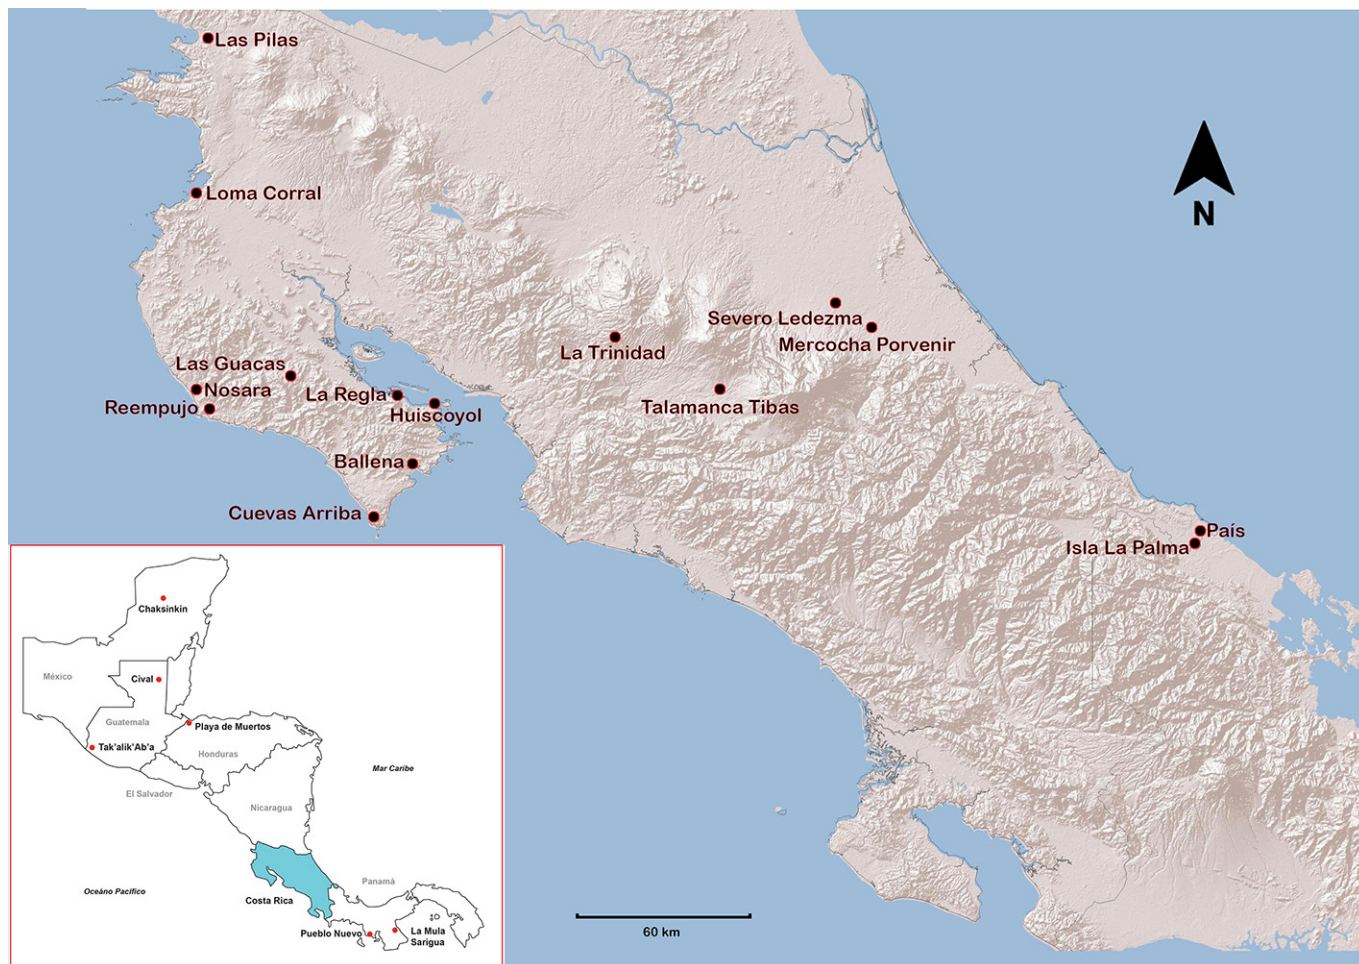 Las Pilas
Loma Corral
N
Severo Ledezma
Mercocha Porvenir
La Trinidad
Las Guacas
Nosara
La Regla
Talamanca Tibas
Reempujo
Huiscoyol
Ballena
Cuevas Arriba
País
Isla La Palma
Chaksinkin
México
Cival
Guatemala
Playa de Muertos
Tak'alik'Ab'a
Honduras
Mar Caribe
El Salvador
Nicaragua
Oceáno Pacífico
Panamá
Costa Rica
Pueblo Nuevo
La Mula
Sarigua
60 km